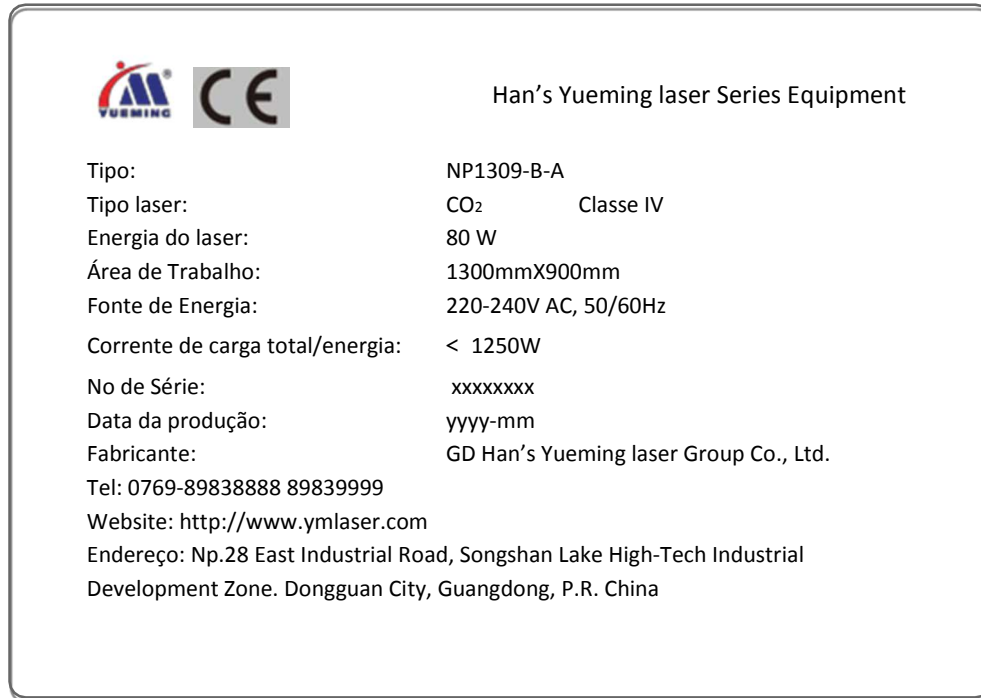 YUEMING ® CE Han’s Yueming laser Series Equipment
Tipo: NP1309-B-A
Tipo laser: CO₂ Classe IV
Energia do laser: 80 W
Área de Trabalho: 1300mmX900mm
Fonte de Energia: 220-240V AC, 50/60Hz
Corrente de carga total/energia: < 1250W
No de Série: xxxxxxxx
Data da produção: yyyy-mm
Fabricante: GD Han’s Yueming laser Group Co., Ltd.
Tel: 0769-89838888 89839999
Website: http://www.ymlaser.com
Endereço: Np.28 East Industrial Road, Songshan Lake High-Tech Industrial
Development Zone. Dongguan City, Guangdong, P.R. China